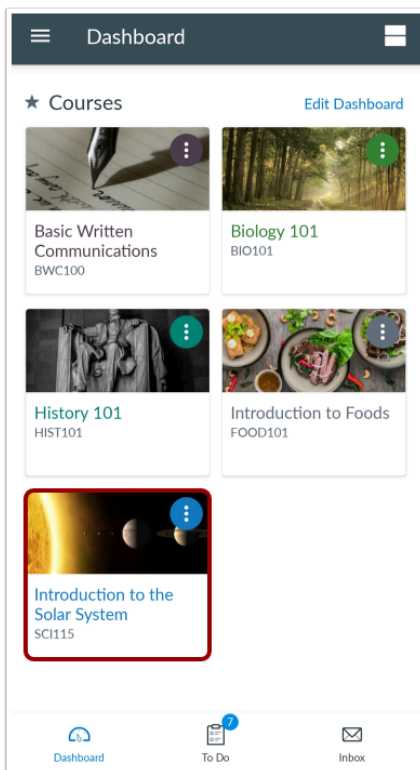 Dashboard
★ Courses
Edit Dashboard
Basic Written
Communications
BWC100
Biology 101
BIO101
History 101
HIST101
Introduction to Foods
FOOD101
Introduction to the
Solar System
SCI115
7
Dashboard
To Do
Inbox